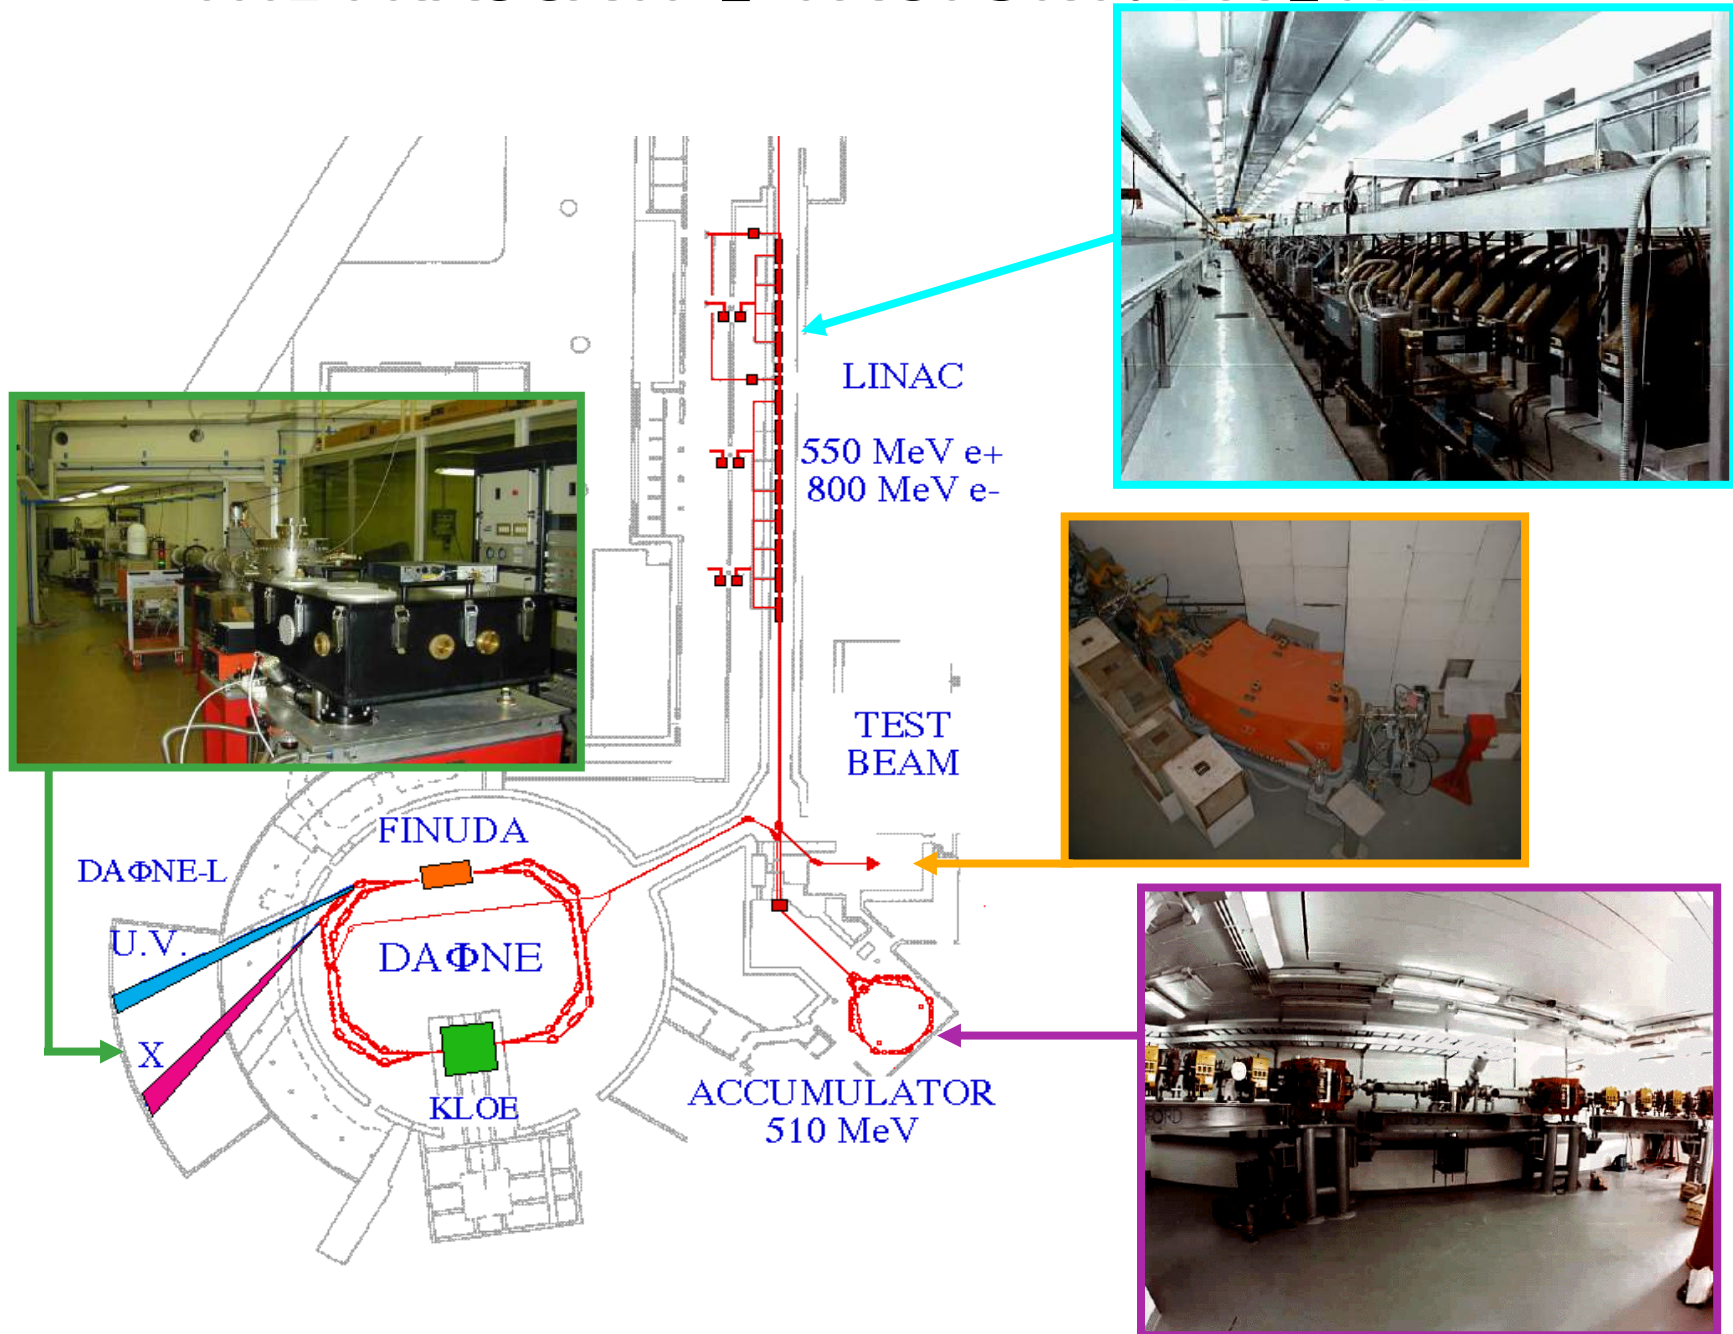 LINAC
550 MeV e+
800 MeV e-
TEST
BEAM
FINUDA
DAΦNE-L
U.V.
DAΦNE
X
KLOE
ACCUMULATOR
510 MeV